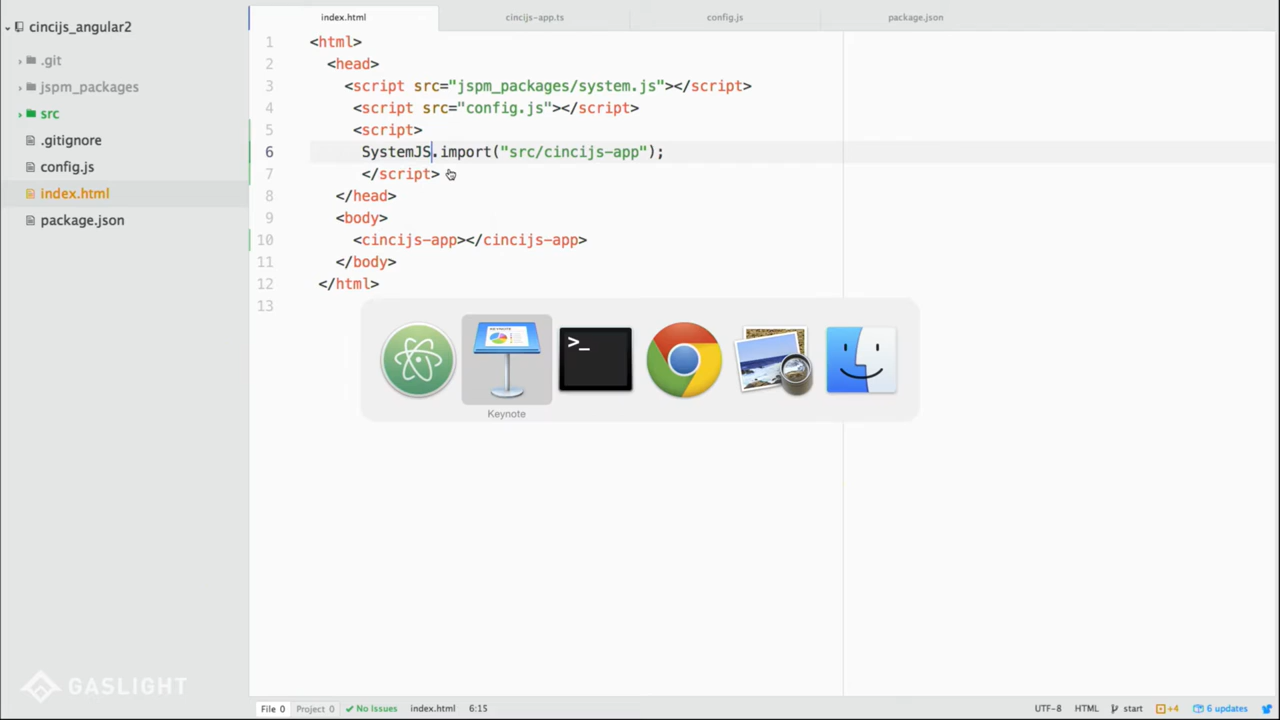 cincijs_angular2
.git
jspm_packages
src
.gitignore
config.js
index.html
package.json
index.html
cincijs-app.ts
config.js
package.json
1 <html>
2 <head>
3 <script src="jspm_packages/system.js"></script>
4 <script src="config.js"></script>
5 <script>
6 SystemJS.import("src/cincijs-app");
7 </script>
8 </head>
9 <body>
10 <cincijs-app></cincijs-app>
11 </body>
12 </html>
13
>_
KEYNOTE
Keynote
GASLIGHT
File 0 Project 0 No Issues index.html 6:15 UTF-8 HTML start +4 6 updates